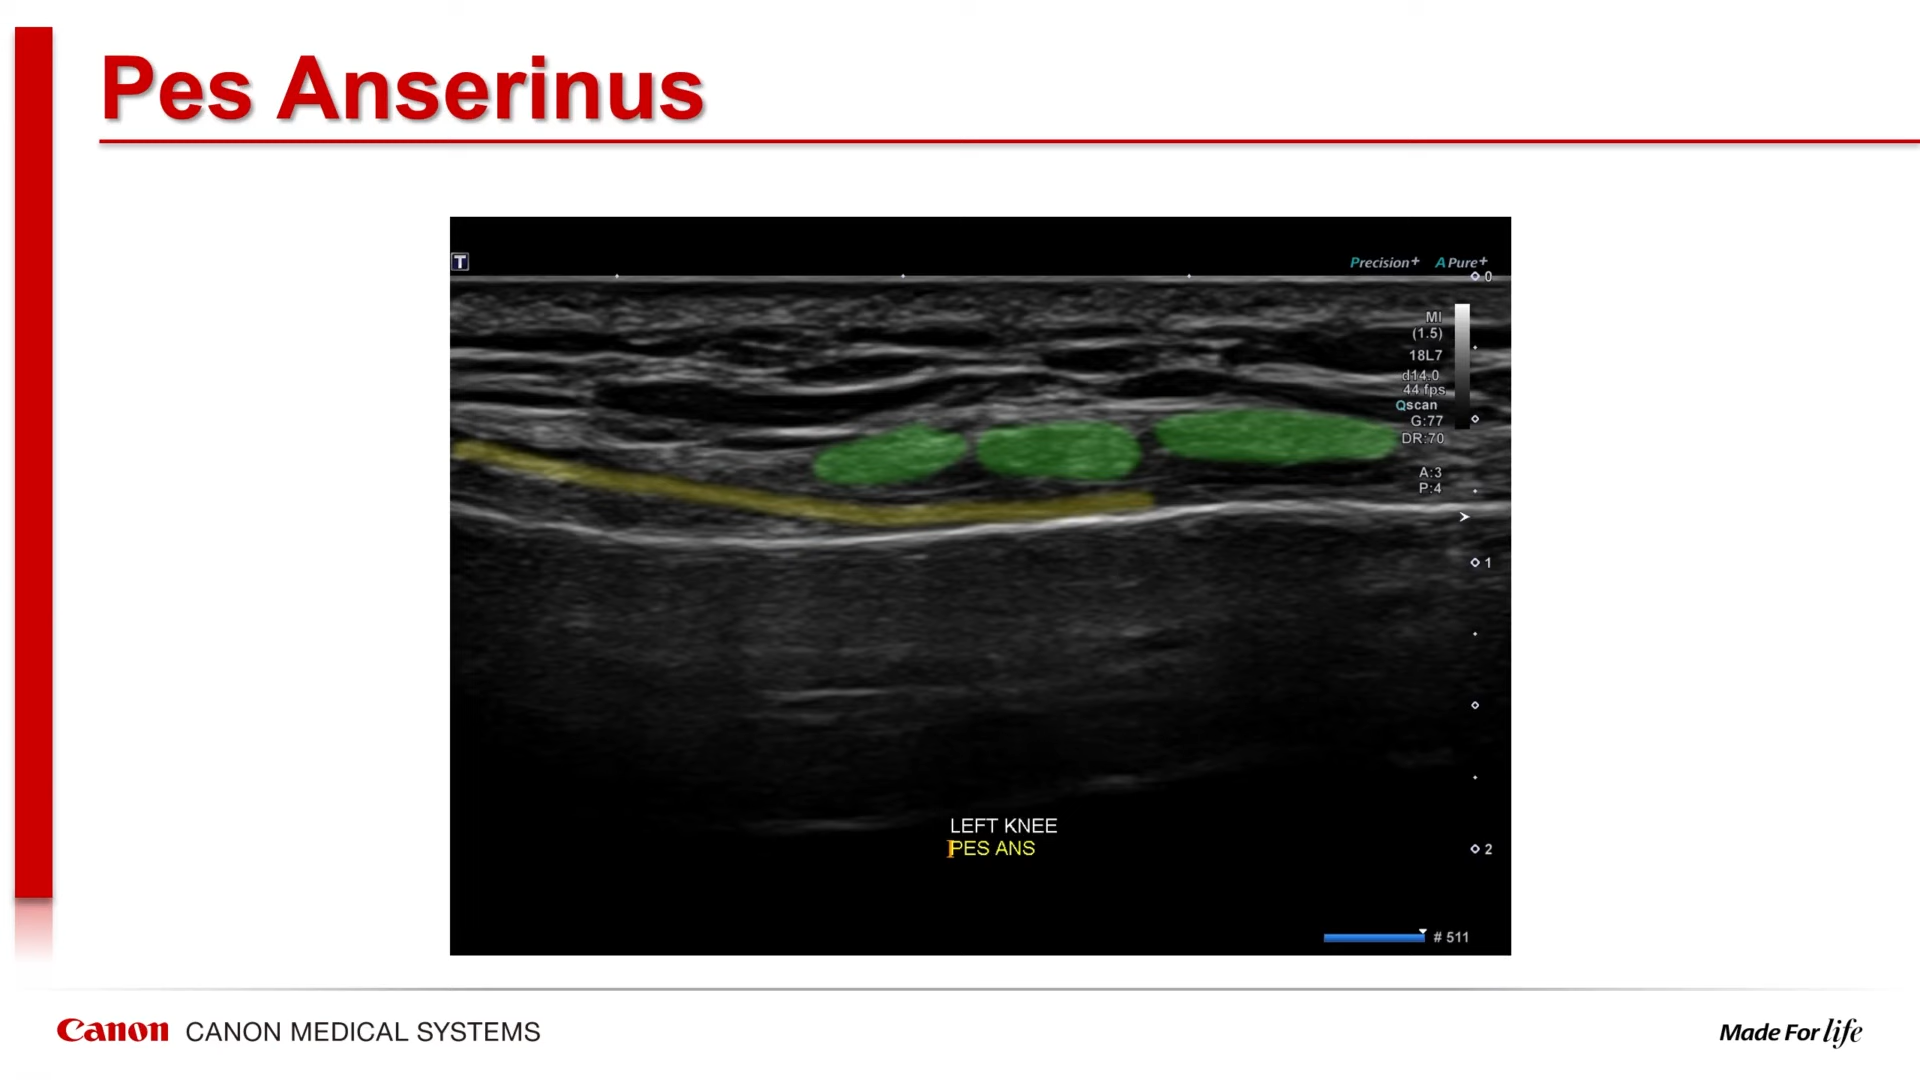 Pes Anserinus
T
Precision+ APure+
0
MI
(1.5)
18L7
d14.0
44 fps
Qscan
G:77
DR:70
A:3
P:4
1
LEFT KNEE
PES ANS
2
# 511
Canon CANON MEDICAL SYSTEMS
Made For life